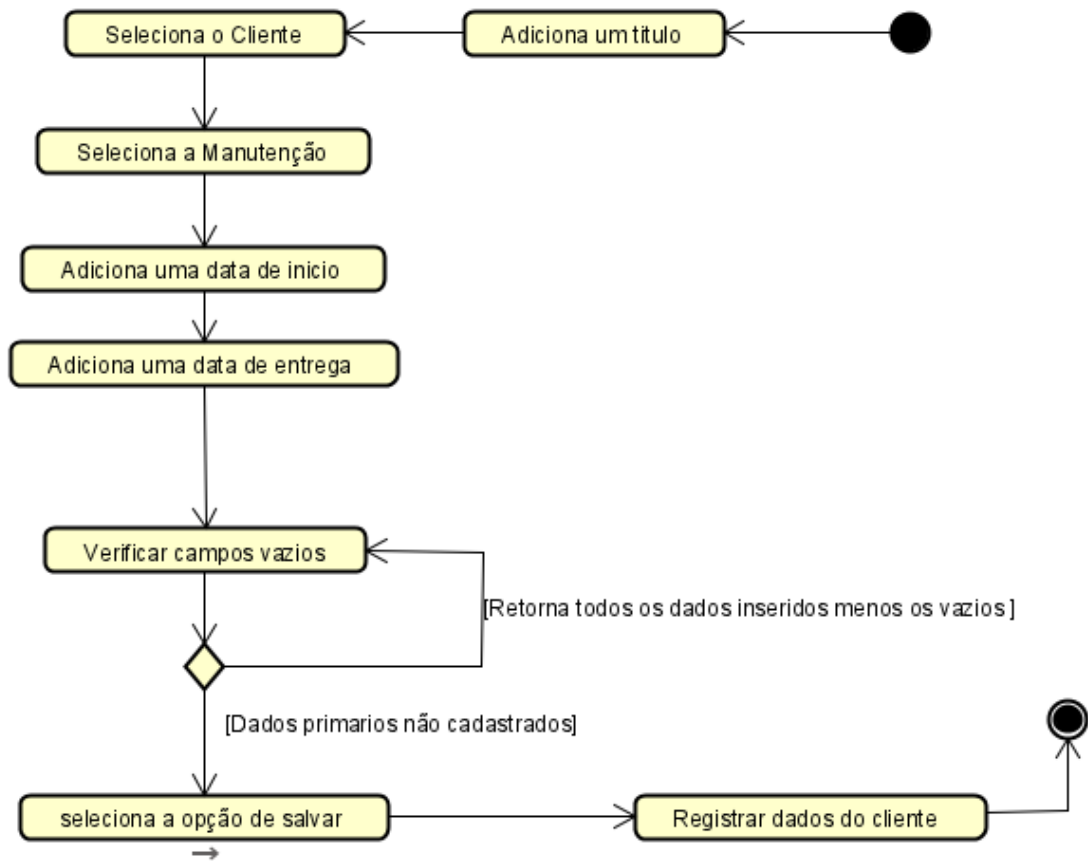 Seleciona o Cliente
Adiciona um titulo
Seleciona a Manutenção
Adiciona uma data de inicio
Adiciona uma data de entrega
Verificar campos vazios
[Retorna todos os dados inseridos menos os vazios ]
[Dados primarios não cadastrados]
seleciona a opção de salvar
Registrar dados do cliente